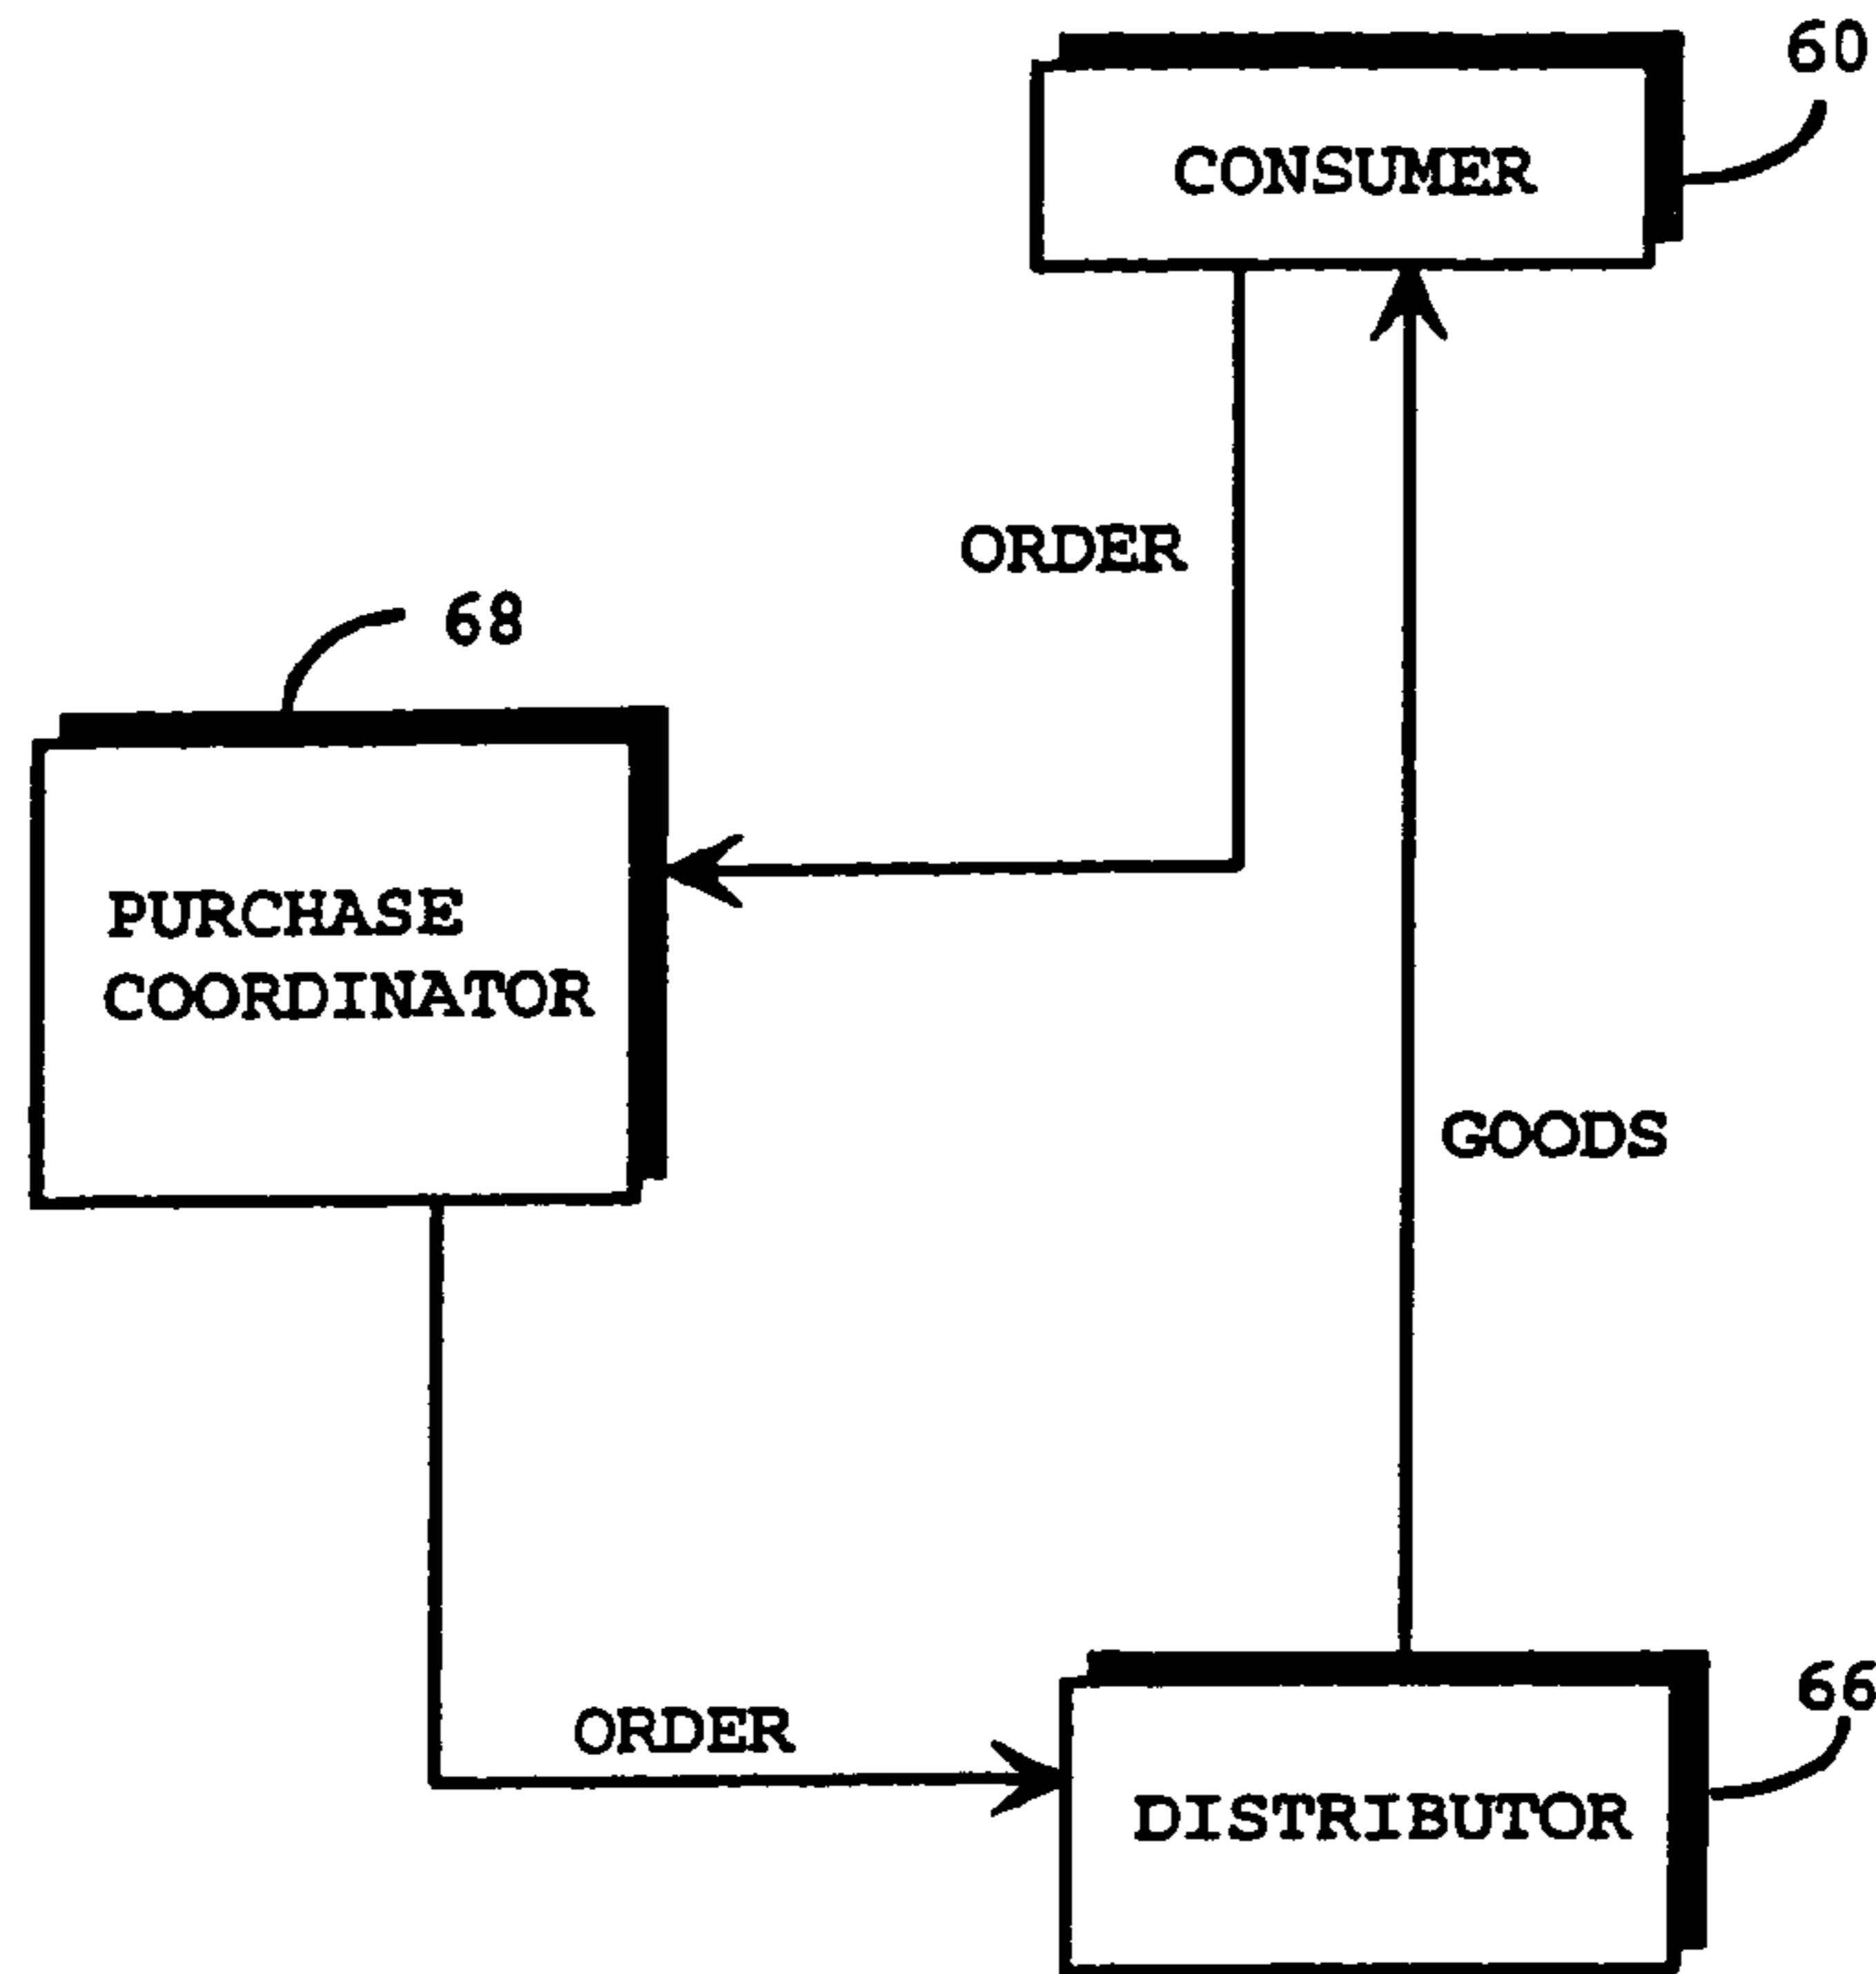 60
CONSUMER
ORDER
68
PURCHASE
COORDINATOR
GOODS
66
ORDER
DISTRIBUTOR